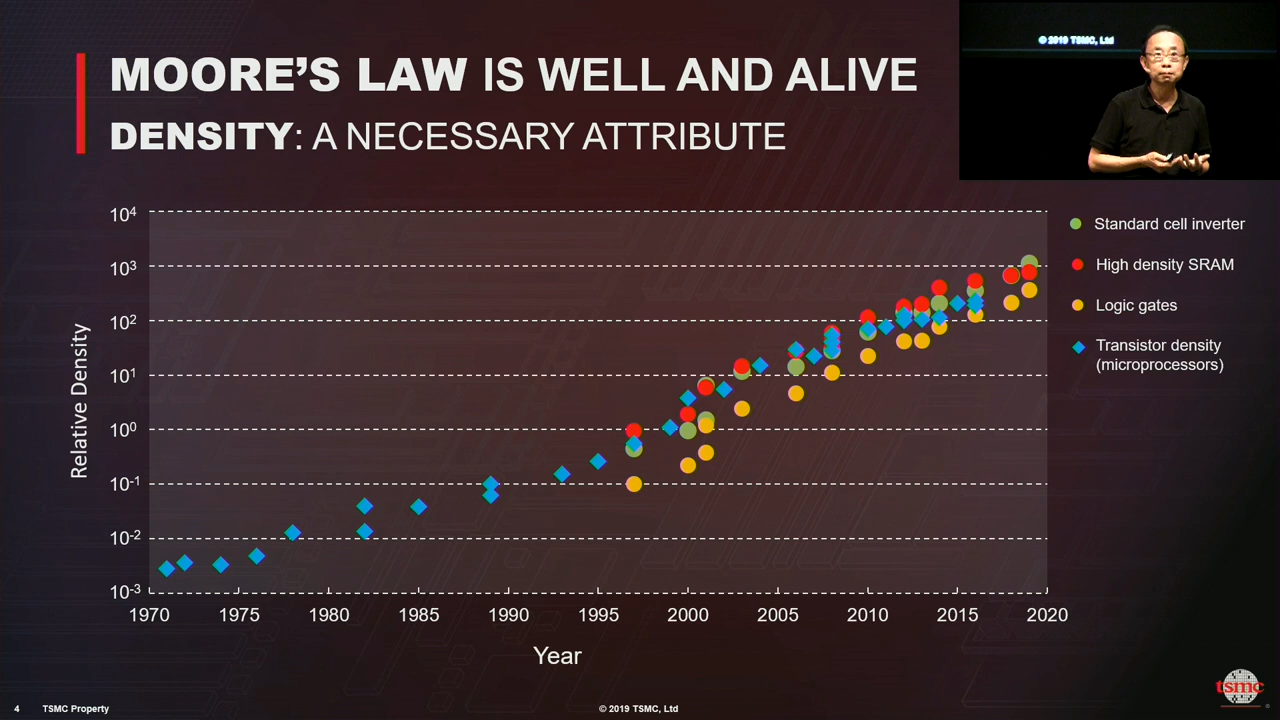 © 2019 TSMC, Ltd
MOORE’S LAW IS WELL AND ALIVE
DENSITY: A NECESSARY ATTRIBUTE
Relative Density
10⁴
10³
10²
10¹
10⁰
10⁻¹
10⁻²
10⁻³
1970 1975 1980 1985 1990 1995 2000 2005 2010 2015 2020
Year
Standard cell inverter
High density SRAM
Logic gates
Transistor density
(microprocessors)
4 TSMC Property © 2019 TSMC, Ltd
tsmc
®